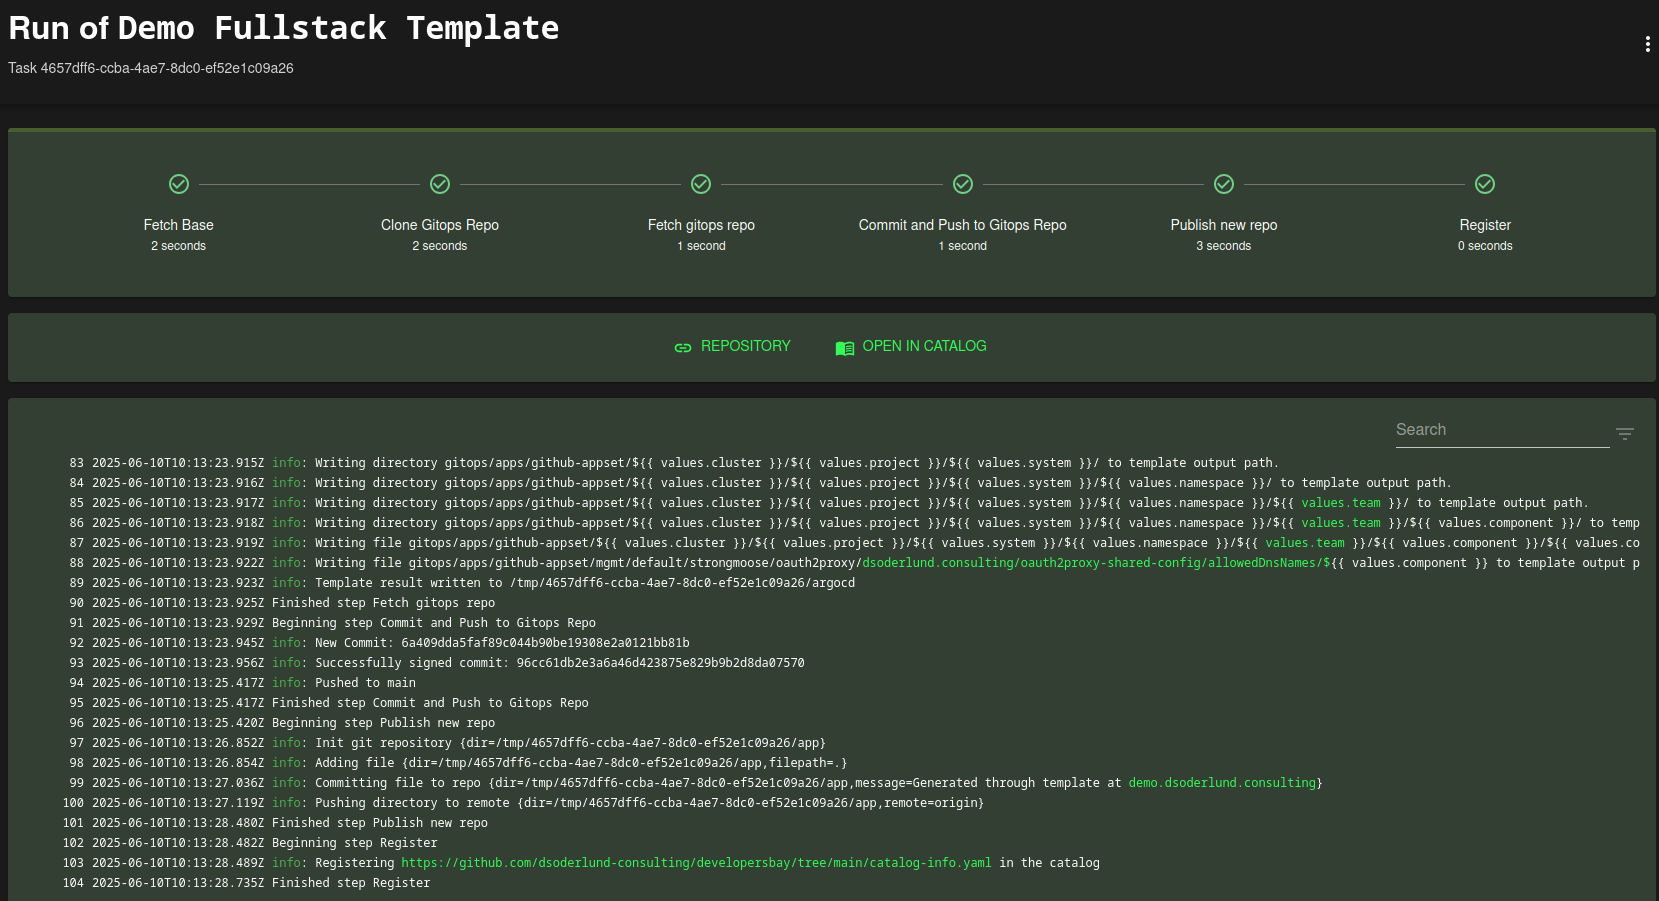 Run of Demo Fullstack Template
Task 4657dff6-ccba-4ae7-8dc0-ef52e1c09a26
Fetch Base
2 seconds
Clone Gitops Repo
2 seconds
Fetch gitops repo
1 second
Commit and Push to Gitops Repo
1 second
Publish new repo
3 seconds
Register
0 seconds
REPOSITORY
OPEN IN CATALOG
Search
83 2025-06-10T10:13:23.915Z info: Writing directory gitops/apps/github-appset/${{ values.cluster }}/${{ values.project }}/${{ values.system }}/ to template output path.
84 2025-06-10T10:13:23.916Z info: Writing directory gitops/apps/github-appset/${{ values.cluster }}/${{ values.project }}/${{ values.system }}/${{ values.namespace }}/ to template output path.
85 2025-06-10T10:13:23.917Z info: Writing directory gitops/apps/github-appset/${{ values.cluster }}/${{ values.project }}/${{ values.system }}/${{ values.namespace }}/${{ values.team }}/ to template output path.
86 2025-06-10T10:13:23.918Z info: Writing directory gitops/apps/github-appset/${{ values.cluster }}/${{ values.project }}/${{ values.system }}/${{ values.namespace }}/${{ values.team }}/${{ values.component }}/ to temp
87 2025-06-10T10:13:23.919Z info: Writing file gitops/apps/github-appset/${{ values.cluster }}/${{ values.project }}/${{ values.system }}/${{ values.namespace }}/${{ values.team }}/${{ values.component }}/${{ values.co
88 2025-06-10T10:13:23.922Z info: Writing file gitops/apps/github-appset/mgmt/default/strongmoose/oauth2proxy/dsoderlund.consulting/oauth2proxy-shared-config/allowedDnsNames/${{ values.component }} to template output p
89 2025-06-10T10:13:23.923Z info: Template result written to /tmp/4657dff6-ccba-4ae7-8dc0-ef52e1c09a26/argocd
90 2025-06-10T10:13:23.925Z Finished step Fetch gitops repo
91 2025-06-10T10:13:23.929Z Beginning step Commit and Push to Gitops Repo
92 2025-06-10T10:13:23.945Z info: New Commit: 6a409dda5faf89c044b90be19308e2a0121bb81b
93 2025-06-10T10:13:23.956Z info: Successfully signed commit: 96cc61db2e3a6a46d423875e829b9b2d8da07570
94 2025-06-10T10:13:25.417Z info: Pushed to main
95 2025-06-10T10:13:25.417Z Finished step Commit and Push to Gitops Repo
96 2025-06-10T10:13:25.420Z Beginning step Publish new repo
97 2025-06-10T10:13:26.852Z info: Init git repository {dir=/tmp/4657dff6-ccba-4ae7-8dc0-ef52e1c09a26/app}
98 2025-06-10T10:13:26.854Z info: Adding file {dir=/tmp/4657dff6-ccba-4ae7-8dc0-ef52e1c09a26/app,filepath=.}
99 2025-06-10T10:13:27.036Z info: Committing file to repo {dir=/tmp/4657dff6-ccba-4ae7-8dc0-ef52e1c09a26/app,message=Generated through template at demo.dsoderlund.consulting}
100 2025-06-10T10:13:27.119Z info: Pushing directory to remote {dir=/tmp/4657dff6-ccba-4ae7-8dc0-ef52e1c09a26/app,remote=origin}
101 2025-06-10T10:13:28.480Z Finished step Publish new repo
102 2025-06-10T10:13:28.482Z Beginning step Register
103 2025-06-10T10:13:28.489Z info: Registering https://github.com/dsoderlund-consulting/developersbay/tree/main/catalog-info.yaml in the catalog
104 2025-06-10T10:13:28.735Z Finished step Register